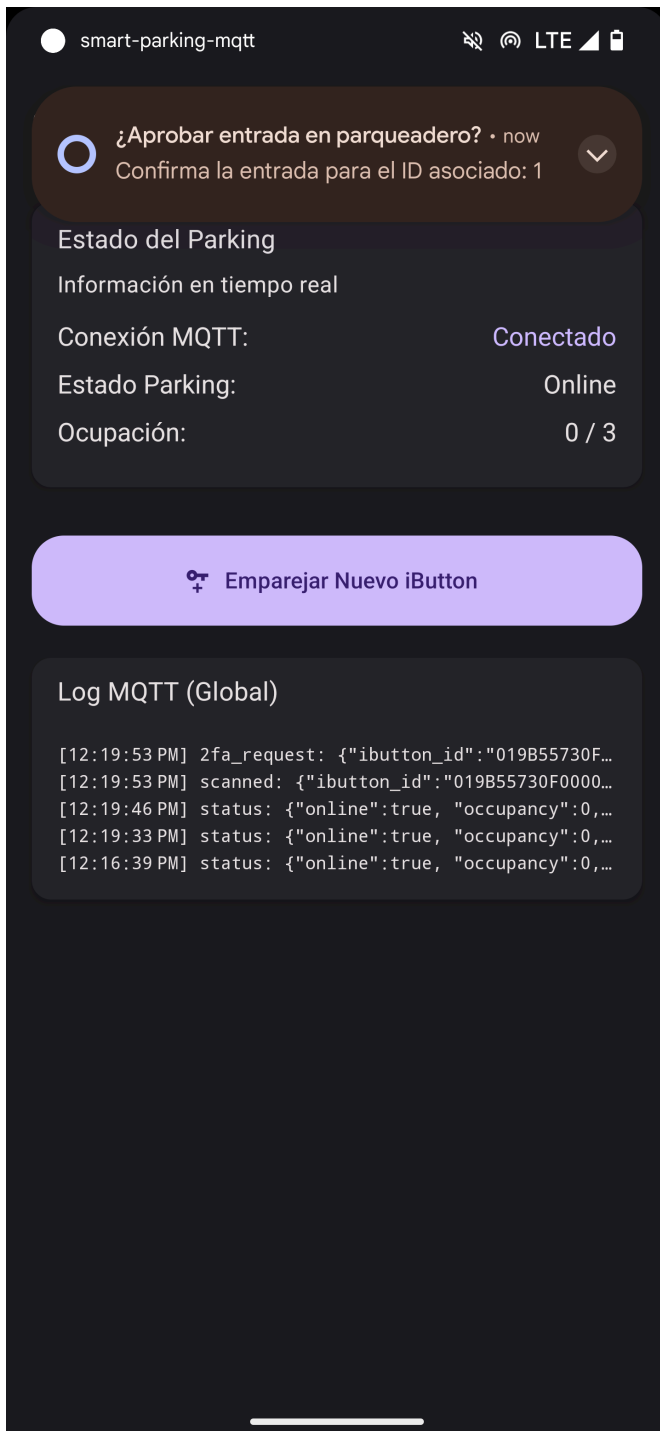 smart-parking-mqtt
LTE
¿Aprobar entrada en parqueadero? • now
Confirma la entrada para el ID asociado: 1
Estado del Parking
Información en tiempo real
Conexión MQTT: Conectado
Estado Parking: Online
Ocupación: 0 / 3
Emparejar Nuevo iButton
Log MQTT (Global)
[12:19:53 PM] 2fa_request: {"ibutton_id":"019B55730F…
[12:19:53 PM] scanned: {"ibutton_id":"019B55730F0000…
[12:19:46 PM] status: {"online":true, "occupancy":0,…
[12:19:33 PM] status: {"online":true, "occupancy":0,…
[12:16:39 PM] status: {"online":true, "occupancy":0,…